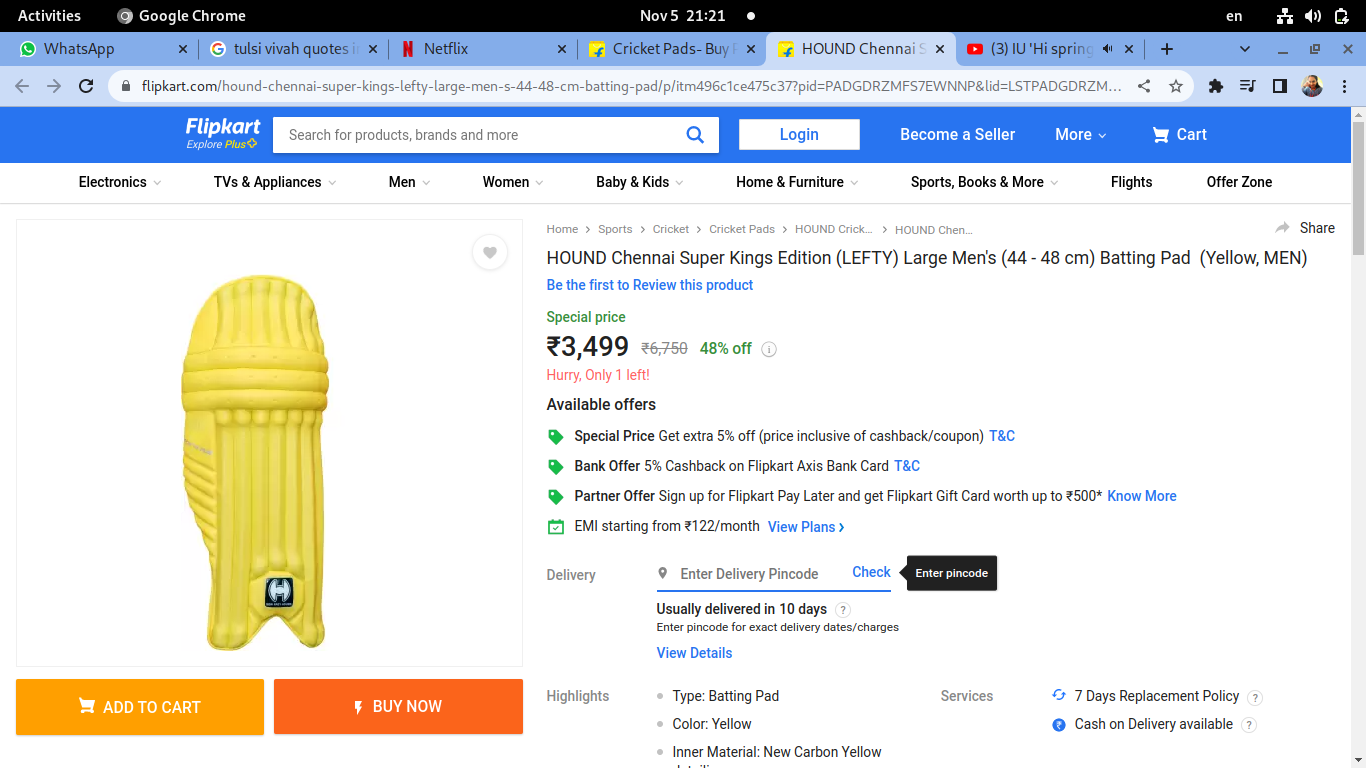 Activities
Google Chrome
Nov 5 21:21
en
WhatsApp
tulsi vivah quotes i
Netflix
Cricket Pads- Buy
HOUND Chennai S
(3) IU 'Hi spring
flipkart.com/hound-chennai-super-kings-lefty-large-men-s-44-48-cm-batting-pad/p/itm496c1ce475c37?pid=PADGDRZMFS7EWNNP&lid=LSTPADGDRZM...
Flipkart
Explore Plus
Search for products, brands and more
Login
Become a Seller
More
Cart
Electronics
TVs & Appliances
Men
Women
Baby & Kids
Home & Furniture
Sports, Books & More
Flights
Offer Zone
Home > Sports > Cricket > Cricket Pads > HOUND Crick... > HOUND Chen...
Share
HOUND Chennai Super Kings Edition (LEFTY) Large Men's (44 - 48 cm) Batting Pad (Yellow, MEN)
Be the first to Review this product
Special price
₹3,499 ₹6,750 48% off
Hurry, Only 1 left!
Available offers
Special Price Get extra 5% off (price inclusive of cashback/coupon) T&C
Bank Offer 5% Cashback on Flipkart Axis Bank Card T&C
Partner Offer Sign up for Flipkart Pay Later and get Flipkart Gift Card worth up to ₹500* Know More
EMI starting from ₹122/month View Plans
Delivery
Enter Delivery Pincode
Check
Enter pincode
Usually delivered in 10 days ?
Enter pincode for exact delivery dates/charges
View Details
ADD TO CART
BUY NOW
Highlights
Type: Batting Pad
Color: Yellow
Inner Material: New Carbon Yellow
Services
7 Days Replacement Policy ?
Cash on Delivery available ?